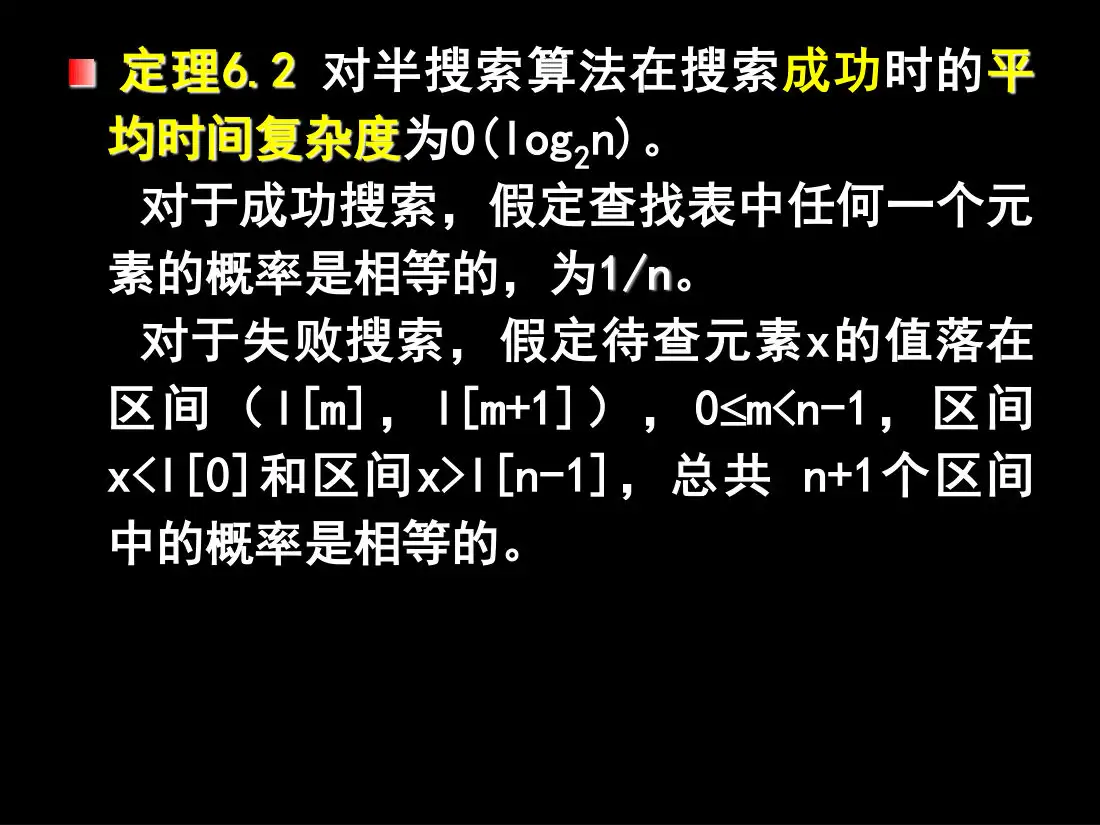 定理6.2 对半搜索算法在搜索成功时的平
均时间复杂度为O(log₂n)。
对于成功搜索，假定查找表中任何一个元
素的概率是相等的，为1/n。
对于失败搜索，假定待查元素x的值落在
区间（l[m]，l[m+1]），0≤m<n-1，区间
x<l[0]和区间x>l[n-1]，总共 n+1个区间
中的概率是相等的。